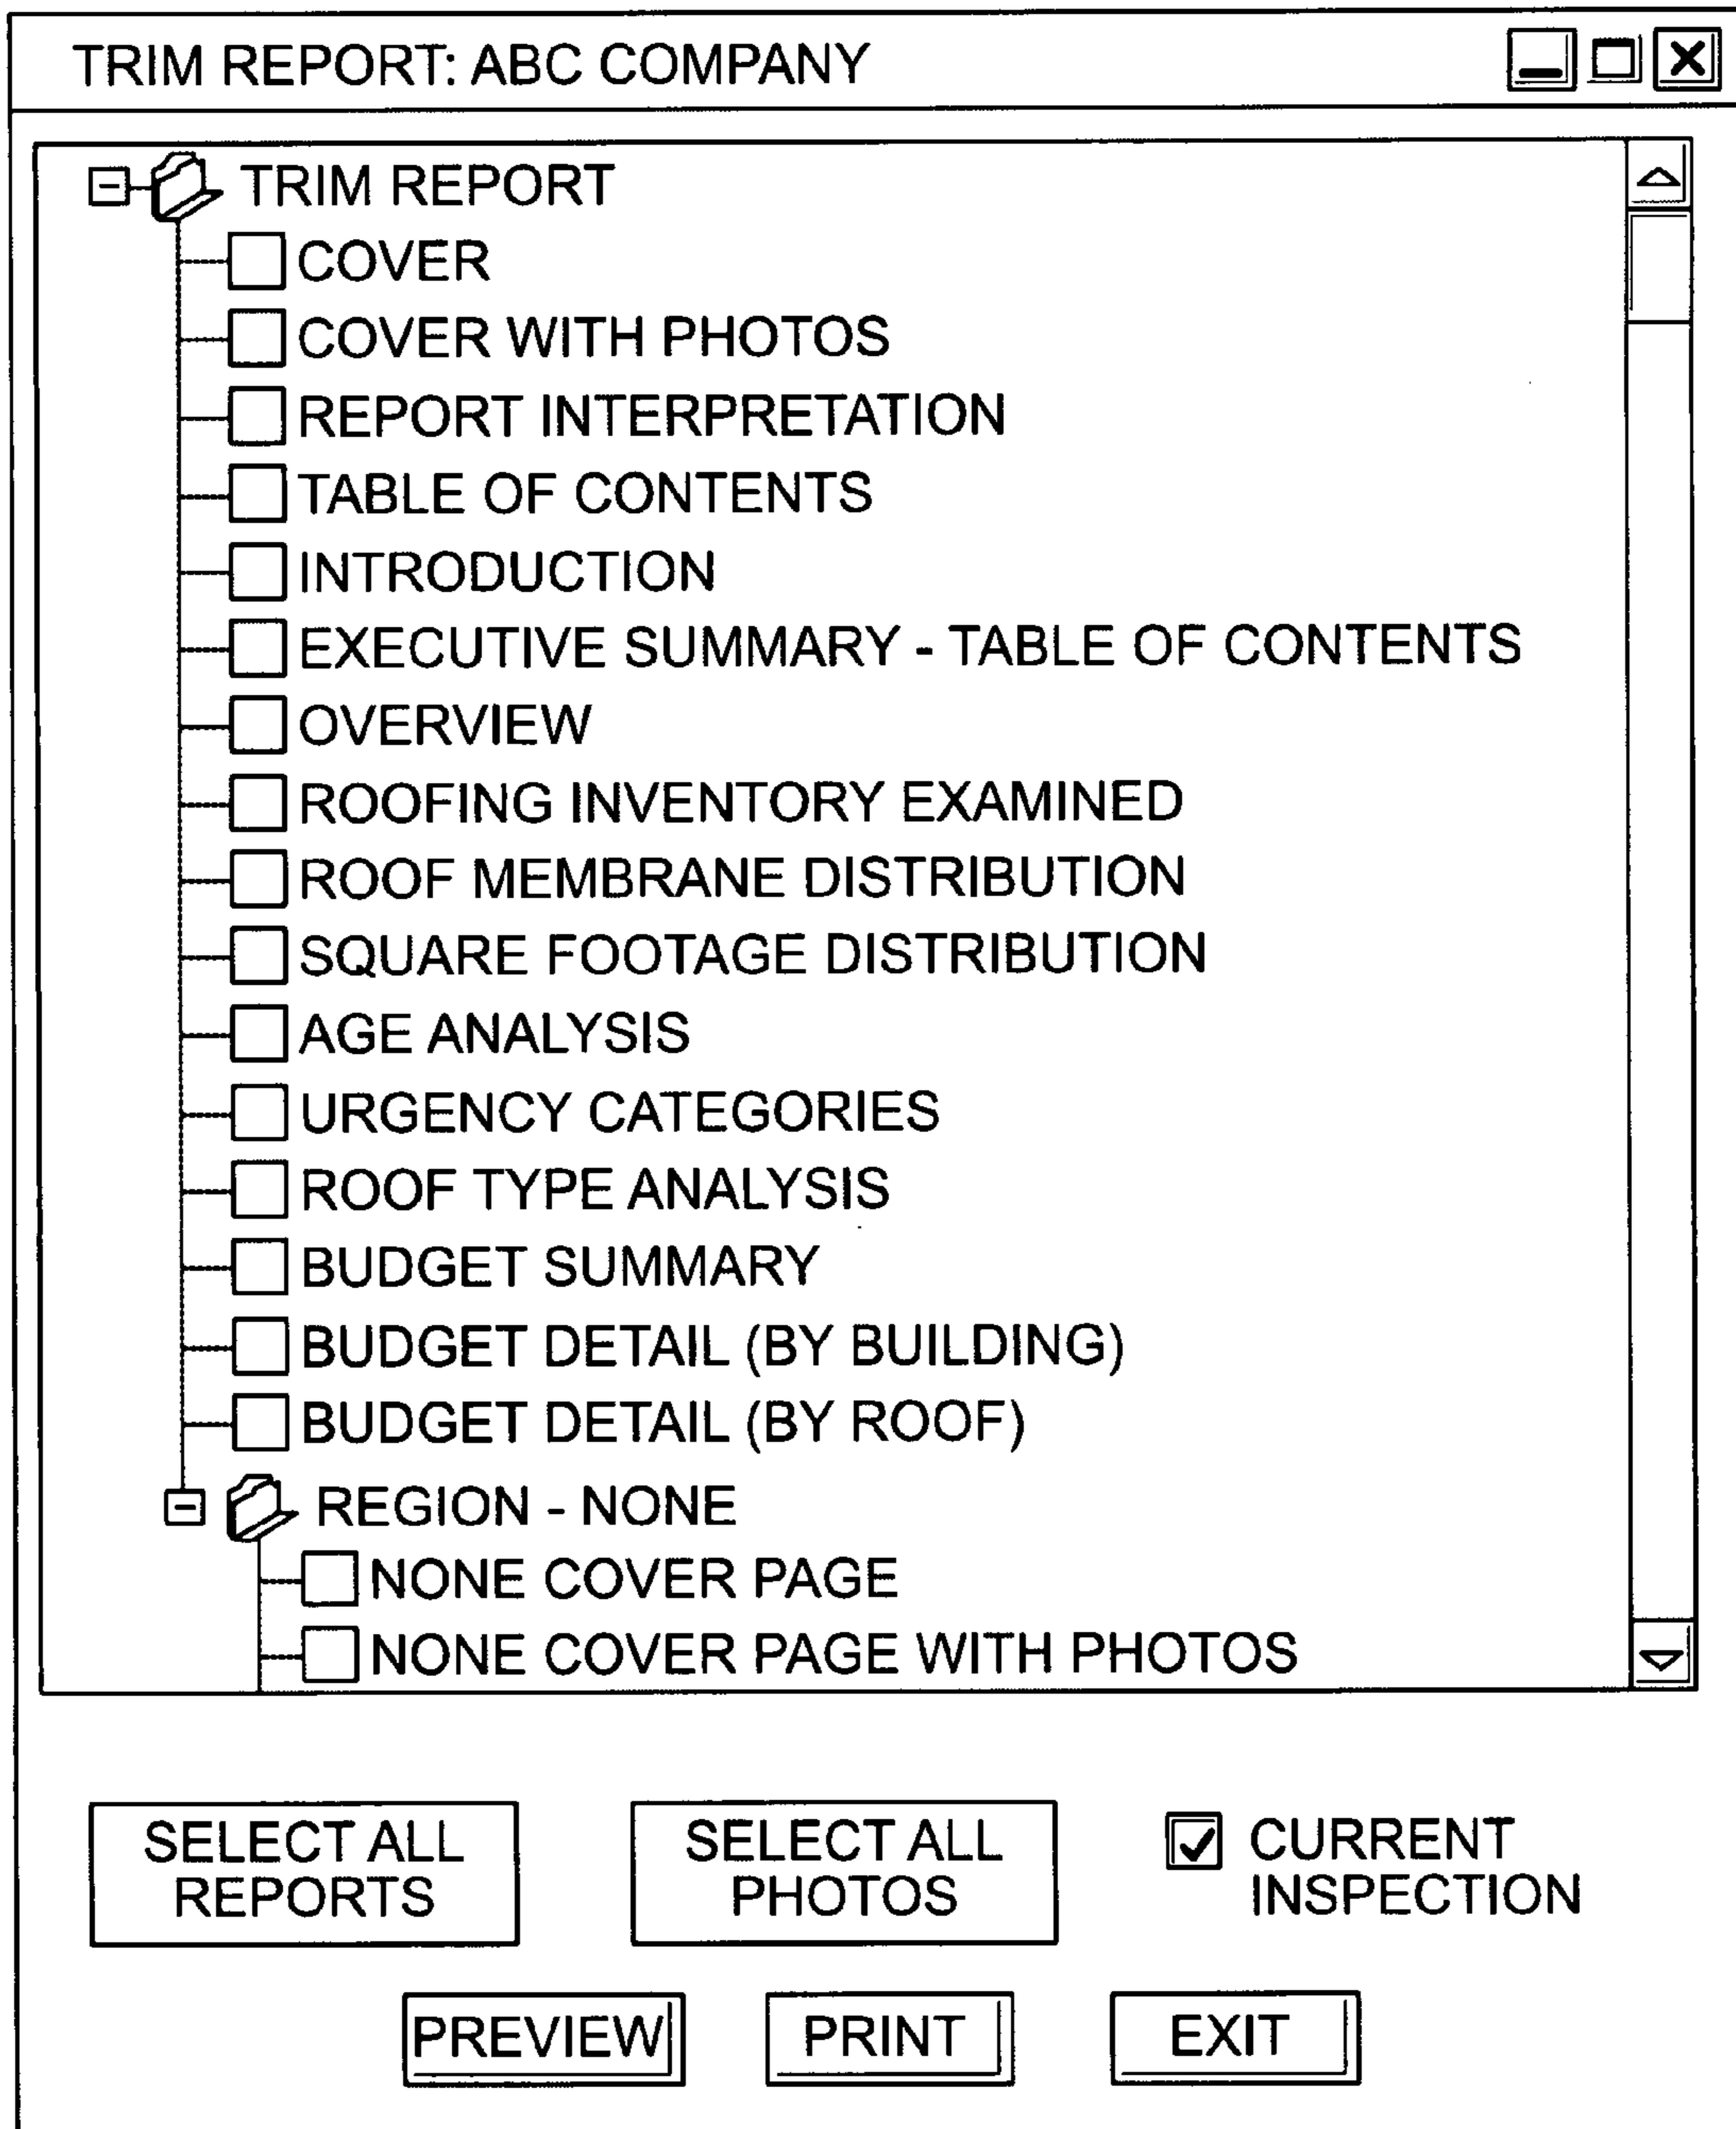 TRIM REPORT: ABC COMPANY
TRIM REPORT
COVER
COVER WITH PHOTOS
REPORT INTERPRETATION
TABLE OF CONTENTS
INTRODUCTION
EXECUTIVE SUMMARY - TABLE OF CONTENTS
OVERVIEW
ROOFING INVENTORY EXAMINED
ROOF MEMBRANE DISTRIBUTION
SQUARE FOOTAGE DISTRIBUTION
AGE ANALYSIS
URGENCY CATEGORIES
ROOF TYPE ANALYSIS
BUDGET SUMMARY
BUDGET DETAIL (BY BUILDING)
BUDGET DETAIL (BY ROOF)
REGION - NONE
NONE COVER PAGE
NONE COVER PAGE WITH PHOTOS
SELECT ALL
REPORTS
SELECT ALL
PHOTOS
CURRENT
INSPECTION
PREVIEW
PRINT
EXIT